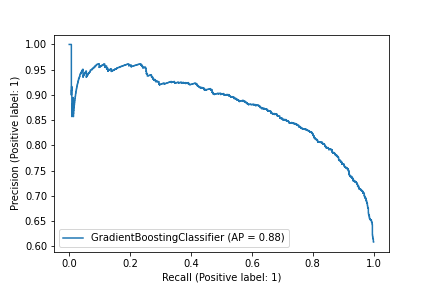 1.00
0.95
0.90
0.85
0.80
0.75
0.70
0.65
0.60
Precision (Positive label: 1)
GradientBoostingClassifier (AP = 0.88)
0.0 0.2 0.4 0.6 0.8 1.0
Recall (Positive label: 1)